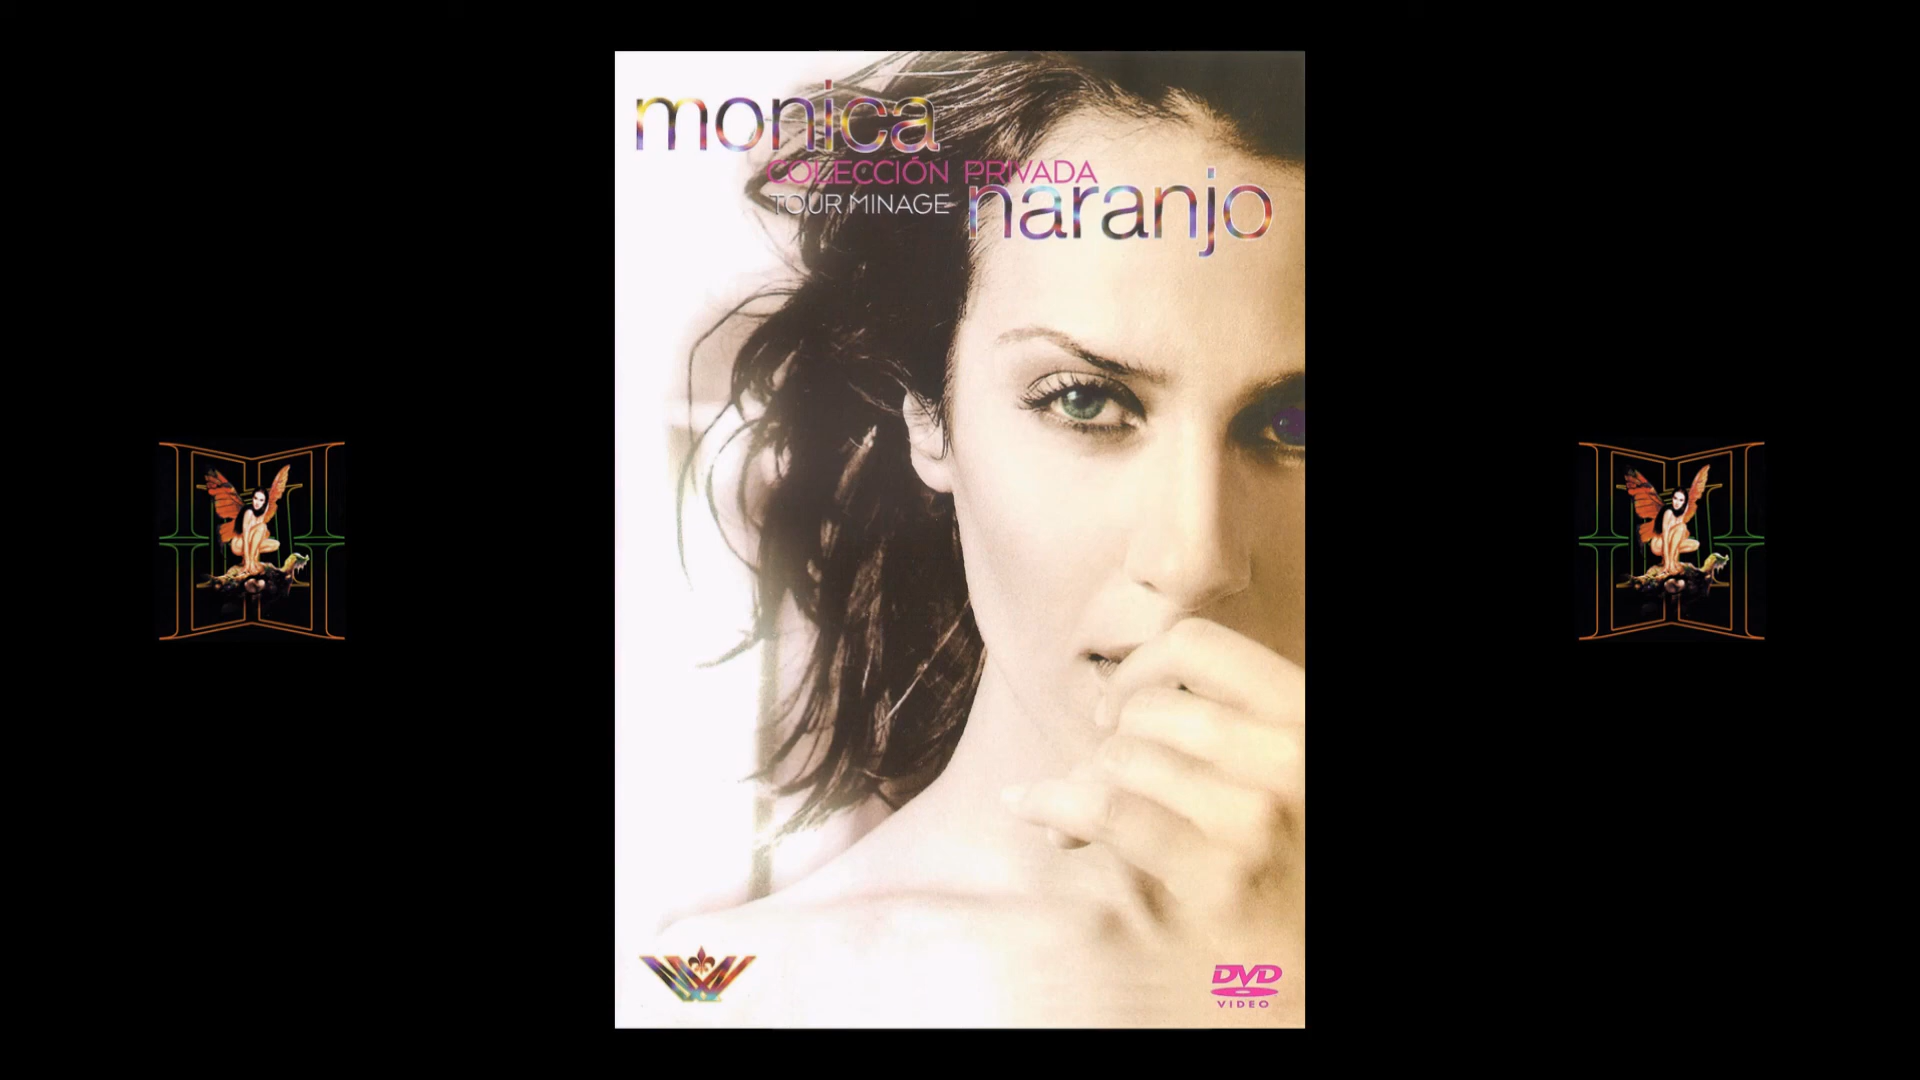 monica
COLECCIÓN PRIVADA
TOUR MINAGE
naranjo
DVD
VIDEO